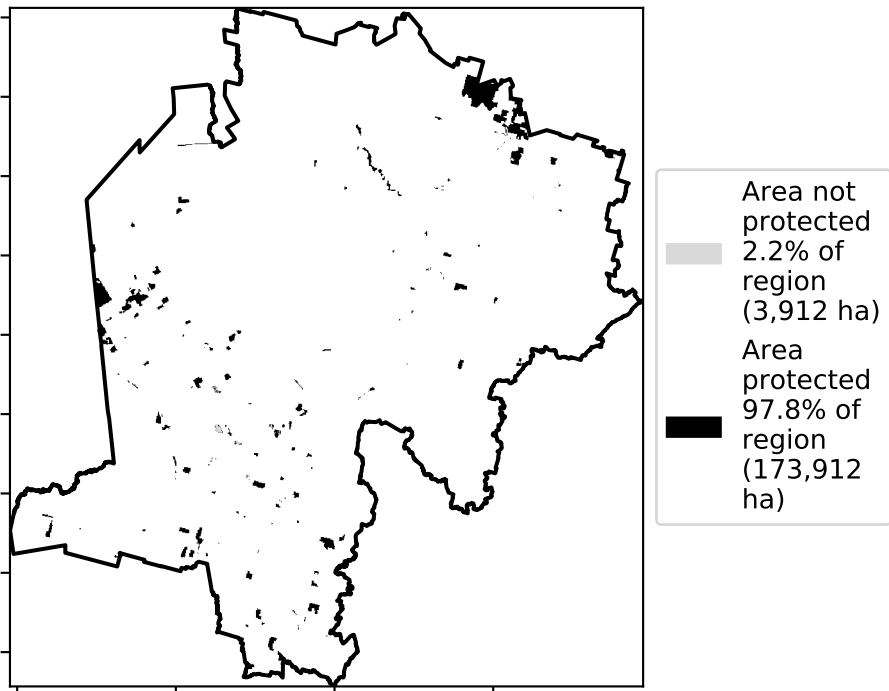 Area not
protected
2.2% of
region
(3,912 ha)
Area
protected
97.8% of
region
(173,912
ha)